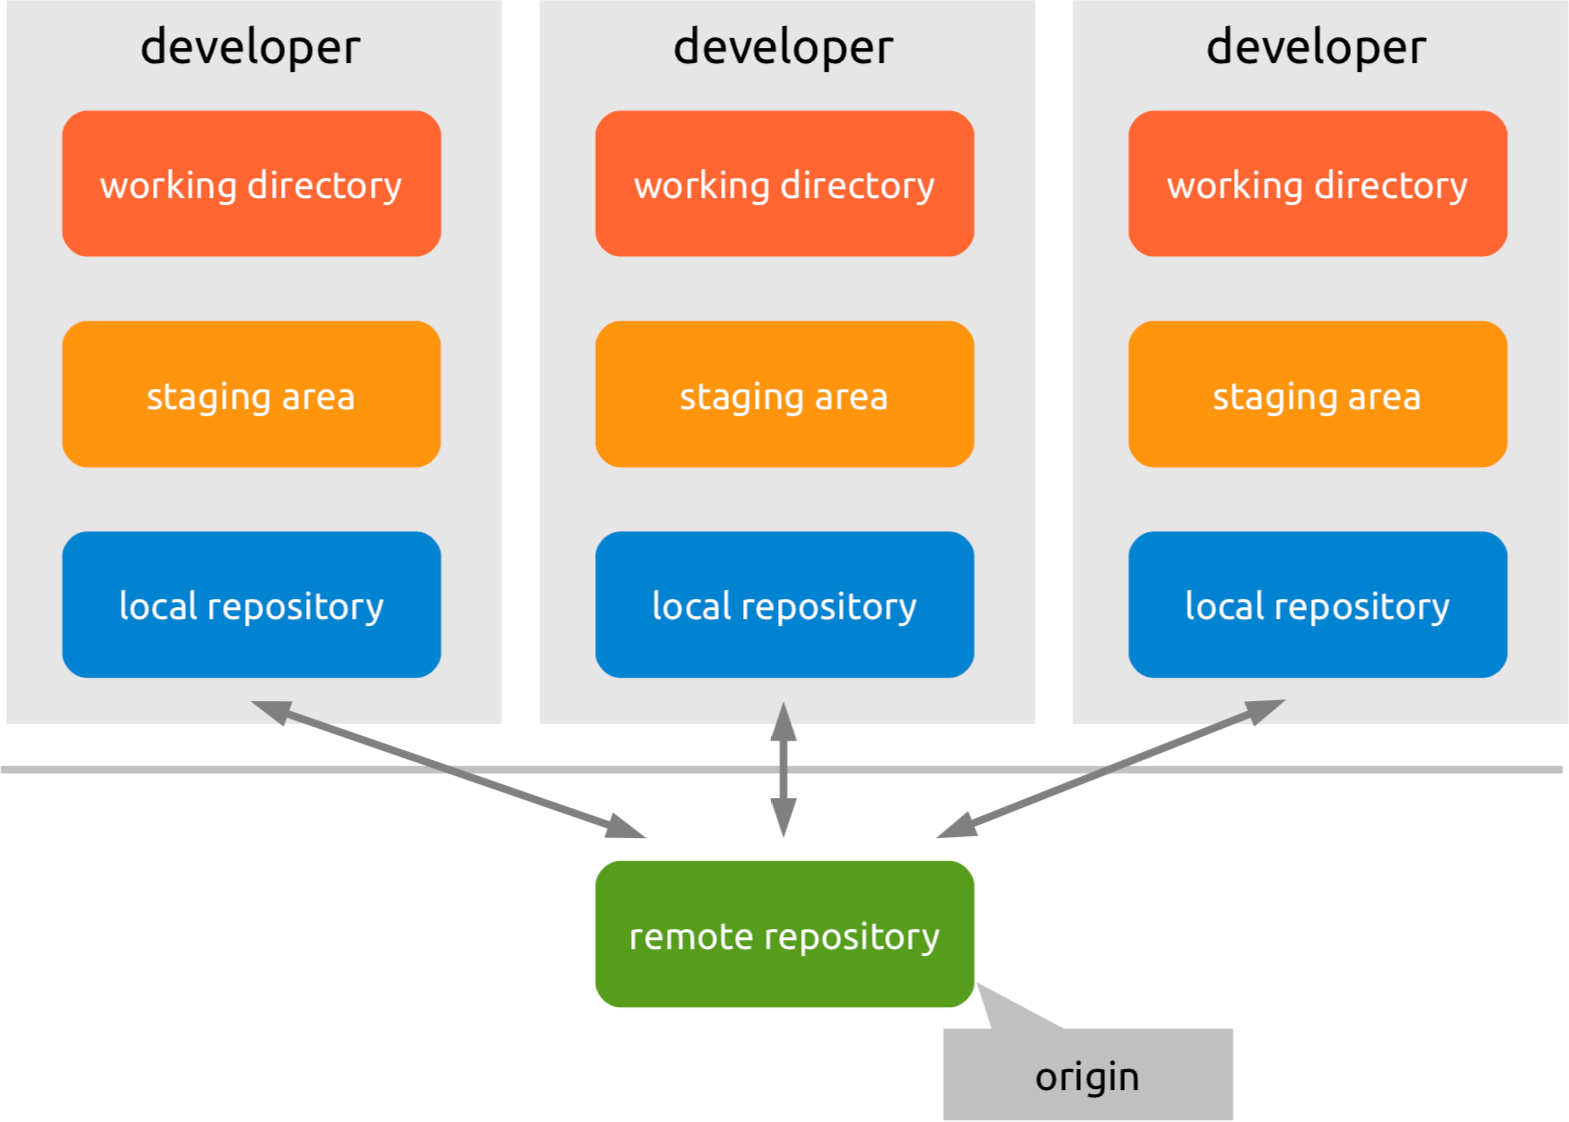 developer
developer
developer
working directory
working directory
working directory
staging area
staging area
staging area
local repository
local repository
local repository
remote repository
origin